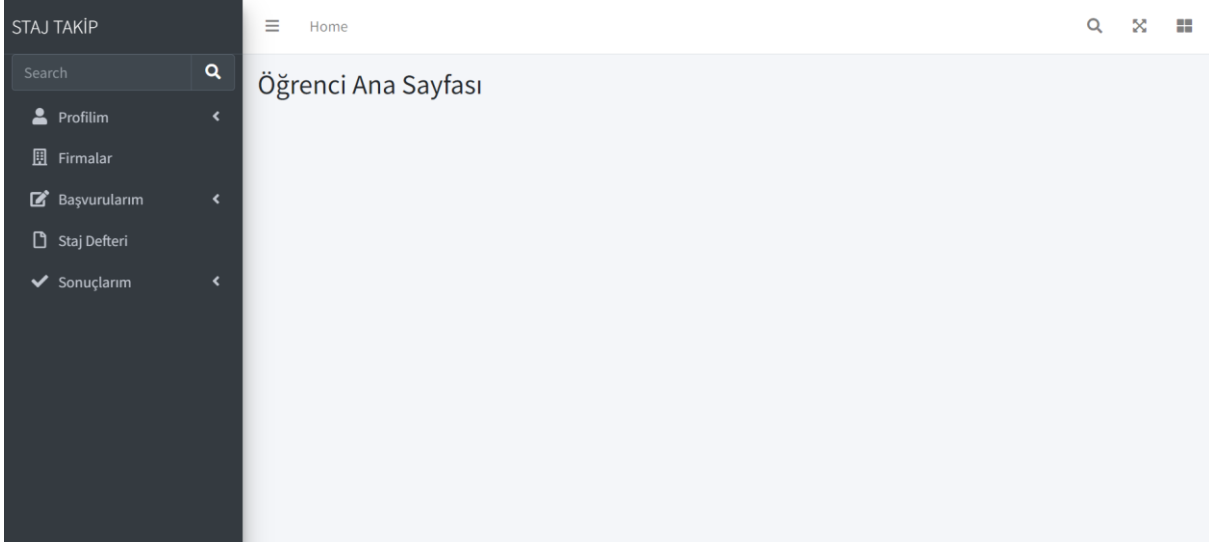 STAJ TAKİP
Home
Search
Öğrenci Ana Sayfası
Profilim
Firmalar
Başvurularım
Staj Defteri
Sonuçlarım